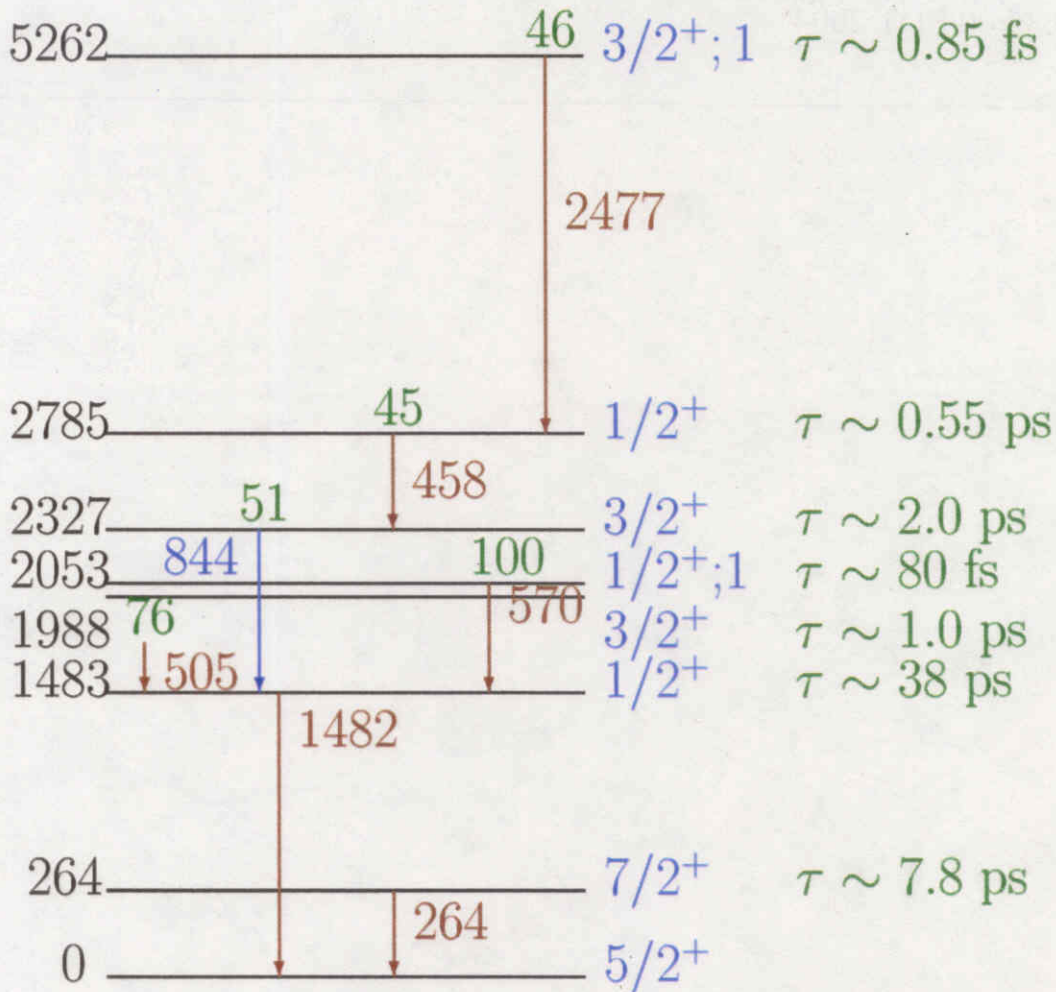 5262 46 3/2⁺; 1 τ ∼ 0.85 fs
2477
2785 45 1/2⁺ τ ∼ 0.55 ps
458
2327 51 3/2⁺ τ ∼ 2.0 ps
2053 844 100 1/2⁺;1 τ ∼ 80 fs
570
1988 76 3/2⁺ τ ∼ 1.0 ps
1483 505 1/2⁺ τ ∼ 38 ps
1482
264 7/2⁺ τ ∼ 7.8 ps
264
0 5/2⁺